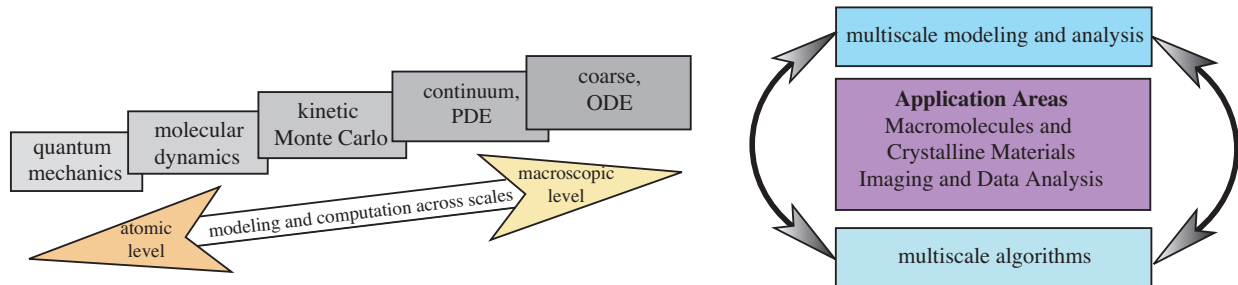 quantum
mechanics
molecular
dynamics
kinetic
Monte Carlo
continuum,
PDE
coarse,
ODE
atomic
level
modeling and computation across scales
macroscopic
level
multiscale modeling and analysis
Application Areas
Macromolecules and
Crystalline Materials
Imaging and Data Analysis
multiscale algorithms